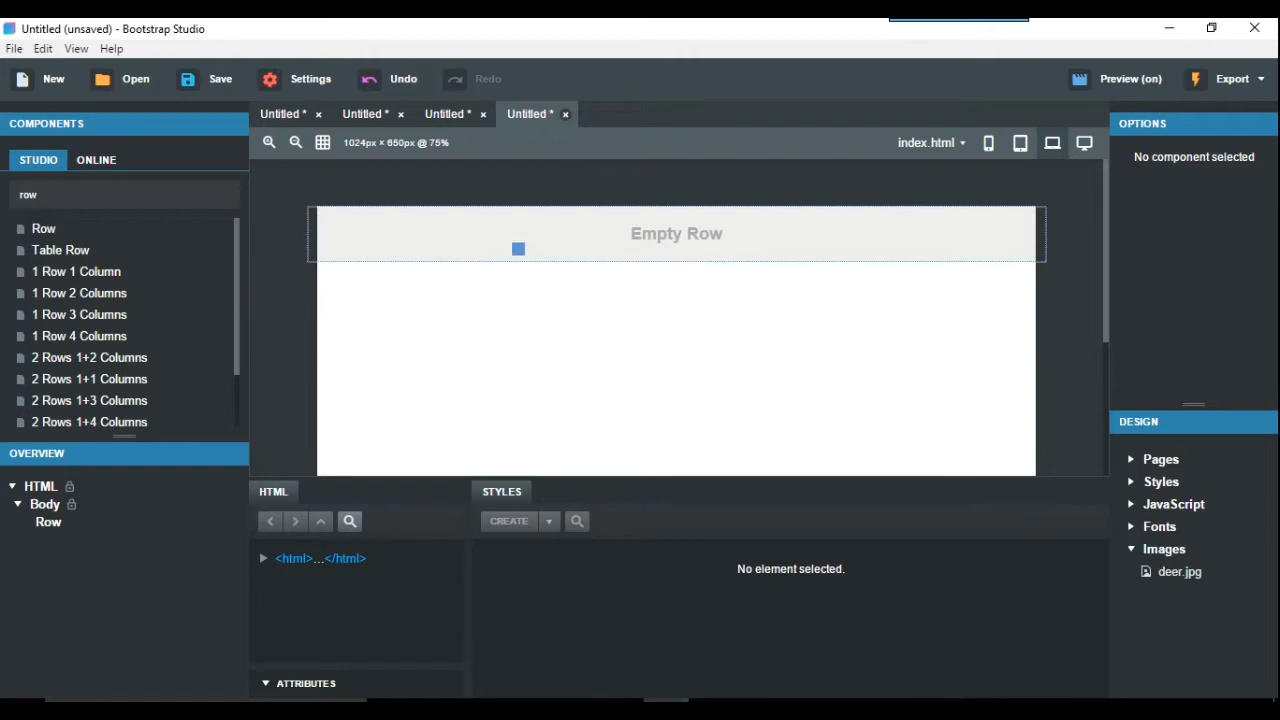 Untitled (unsaved) - Bootstrap Studio
File Edit View Help
New Open Save Settings Undo Redo Preview (on) Export
COMPONENTS
STUDIO ONLINE
row
Row
Table Row
1 Row 1 Column
1 Row 2 Columns
1 Row 3 Columns
1 Row 4 Columns
2 Rows 1+2 Columns
2 Rows 1+1 Columns
2 Rows 1+3 Columns
2 Rows 1+4 Columns
OVERVIEW
HTML
Body
Row
Untitled * Untitled * Untitled * Untitled *
1024px × 650px @ 75% index.html
Empty Row
HTML
<html>...</html>
ATTRIBUTES
STYLES
CREATE
No element selected.
OPTIONS
No component selected
DESIGN
Pages
Styles
JavaScript
Fonts
Images
deer.jpg